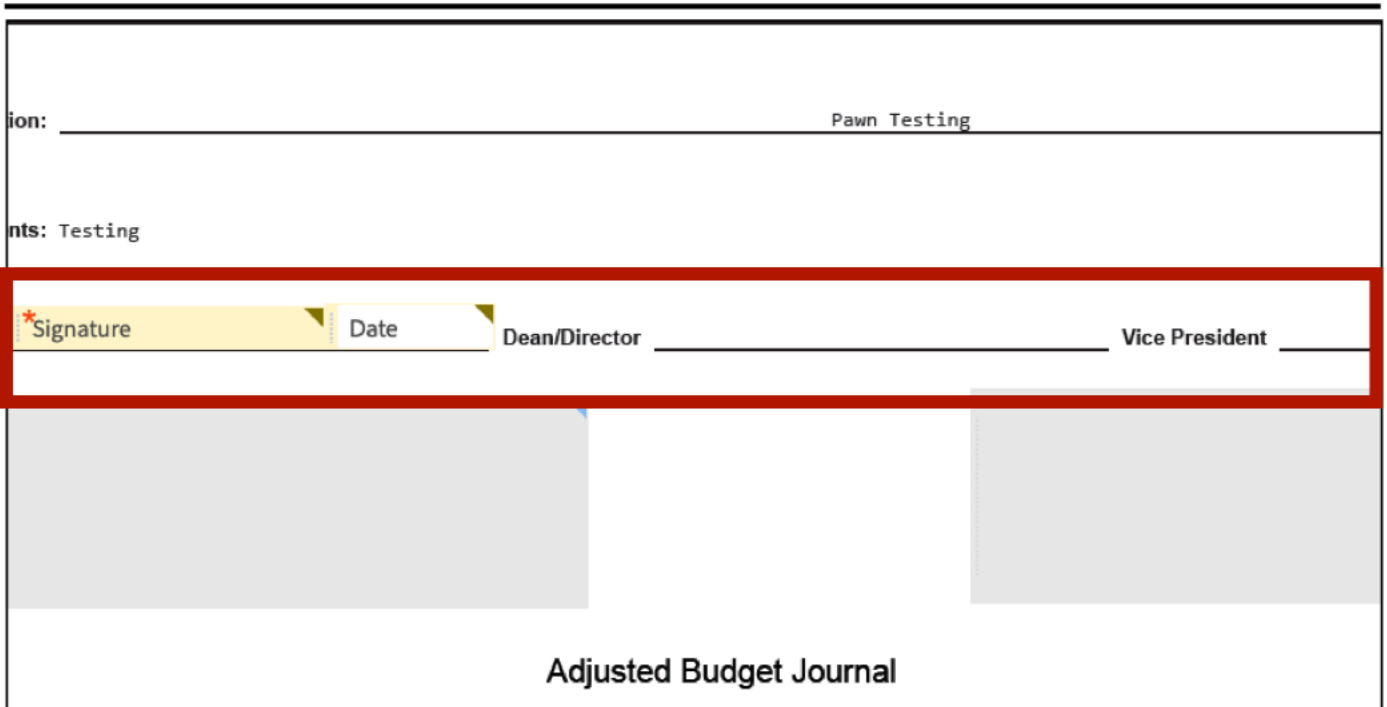 ion: Pawn Testing
nts: Testing
*Signature Date Dean/Director Vice President
Adjusted Budget Journal